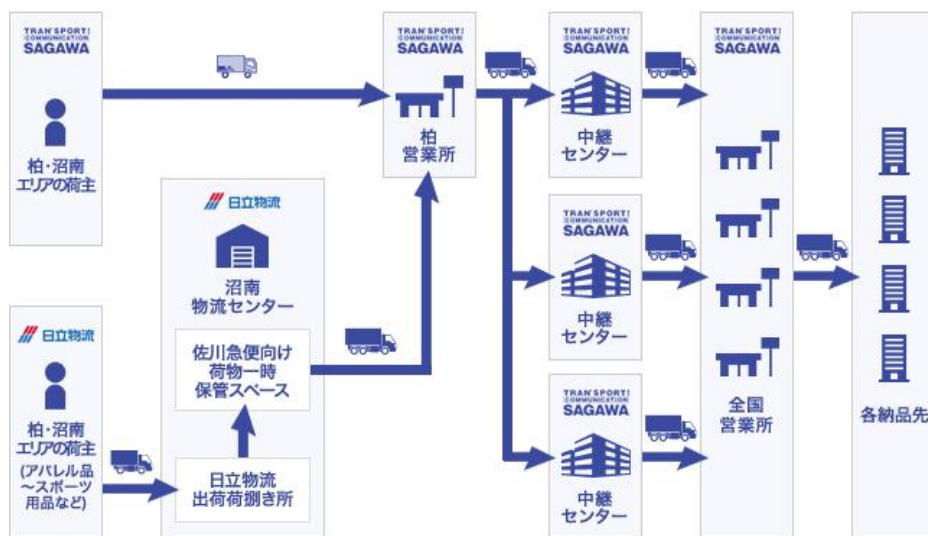 TRAN'SPORT!
COMMUNICATION
SAGAWA
柏・沼南
エリアの荷主
TRAN'SPORT!
COMMUNICATION
SAGAWA
柏
営業所
TRAN'SPORT!
COMMUNICATION
SAGAWA
中継
センター
TRAN'SPORT!
COMMUNICATION
SAGAWA
全国
営業所
各納品先
日立物流
沼南
物流センター
佐川急便向け
荷物一時
保管スペース
日立物流
出荷荷捌き所
日立物流
柏・沼南
エリアの荷主
(アパレル品
〜スポーツ
用品など)
TRAN'SPORT!
COMMUNICATION
SAGAWA
中継
センター
TRAN'SPORT!
COMMUNICATION
SAGAWA
中継
センター